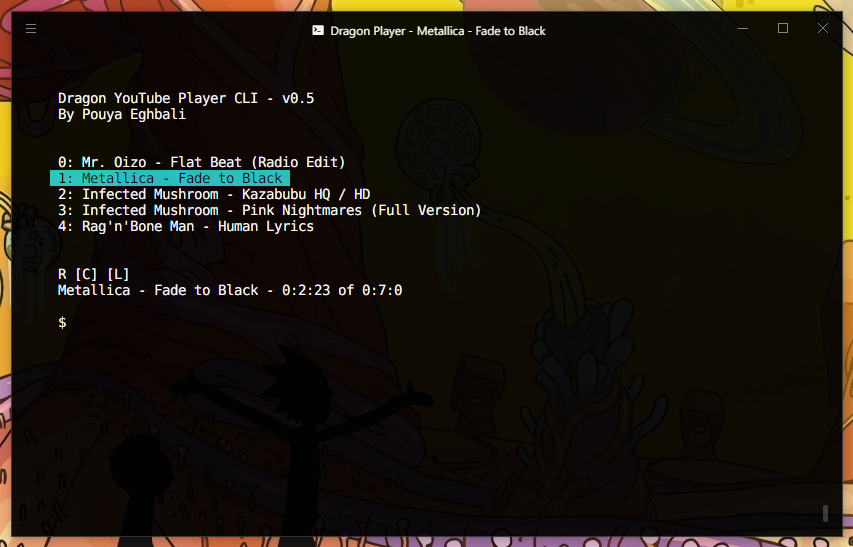 Dragon Player - Metallica - Fade to Black
Dragon YouTube Player CLI - v0.5
By Pouya Eghbali
0: Mr. Oizo - Flat Beat (Radio Edit)
1: Metallica - Fade to Black
2: Infected Mushroom - Kazabubu HQ / HD
3: Infected Mushroom - Pink Nightmares (Full Version)
4: Rag'n'Bone Man - Human Lyrics
R [C] [L]
Metallica - Fade to Black - 0:2:23 of 0:7:0
$